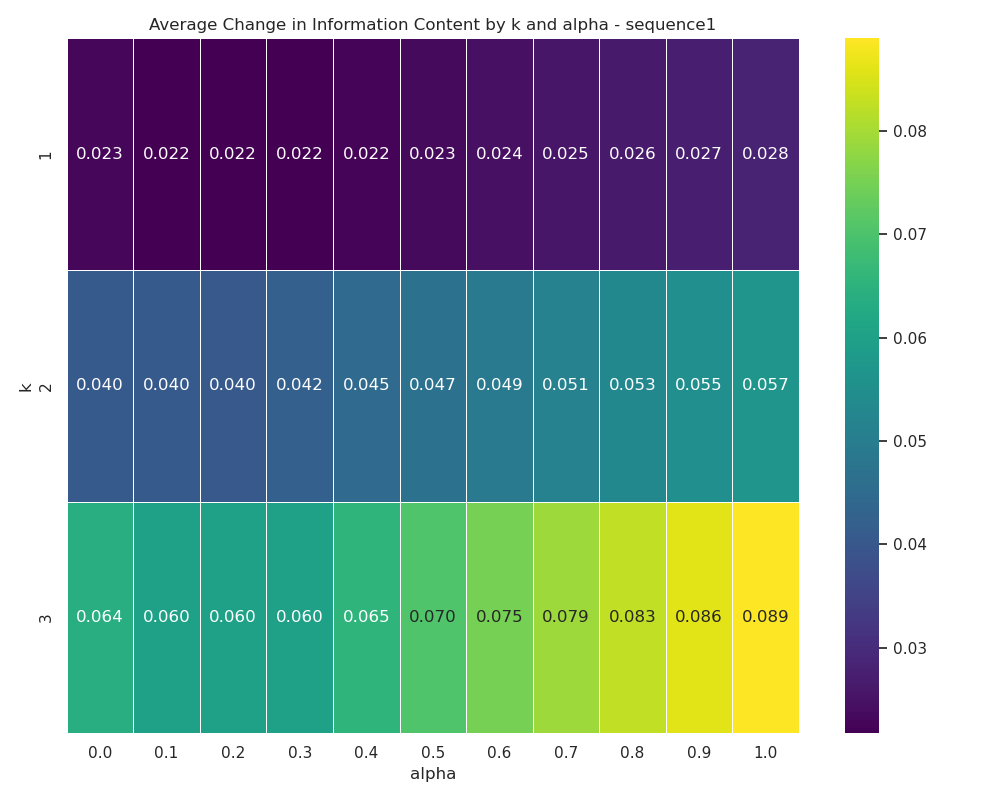 Average Change in Information Content by k and alpha - sequence1
1
0.023 0.022 0.022 0.022 0.022 0.023 0.024 0.025 0.026 0.027 0.028
k
2
0.040 0.040 0.040 0.042 0.045 0.047 0.049 0.051 0.053 0.055 0.057
3
0.064 0.060 0.060 0.060 0.065 0.070 0.075 0.079 0.083 0.086 0.089
0.0 0.1 0.2 0.3 0.4 0.5 0.6 0.7 0.8 0.9 1.0
alpha
0.08
0.07
0.06
0.05
0.04
0.03